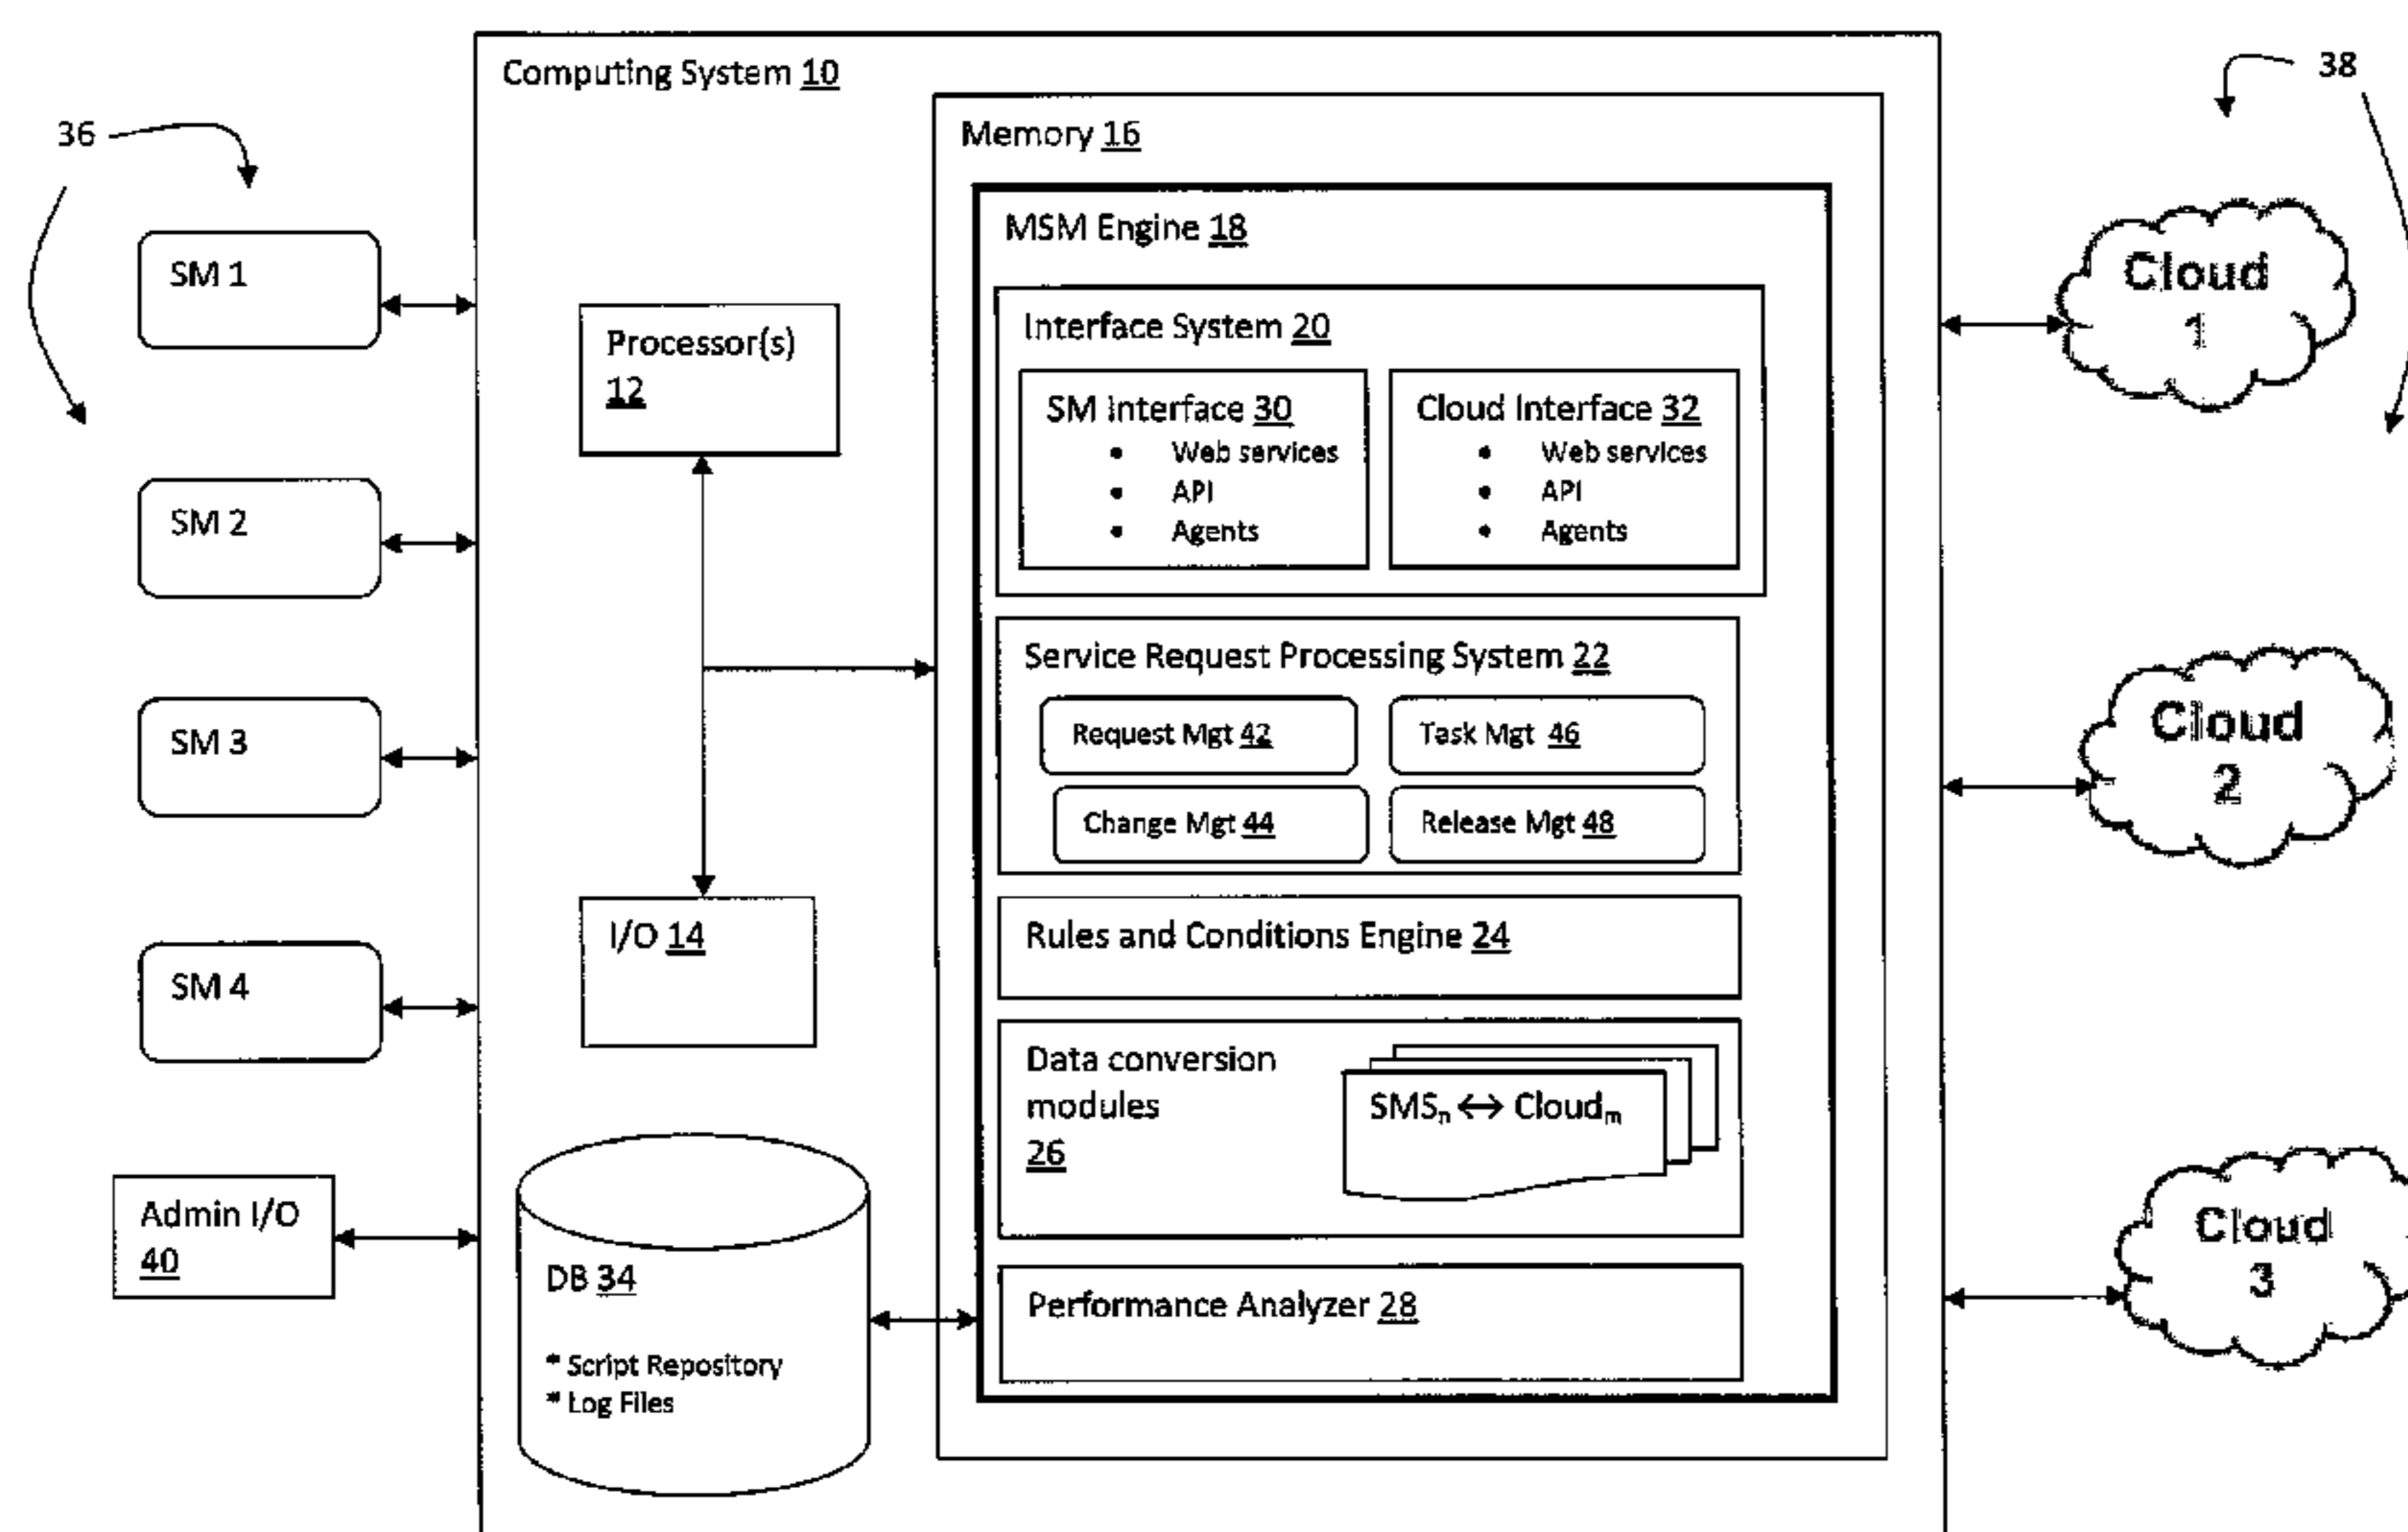 Computing System 10
38
36
Memory 16
MSM Engine 18
SM 1
Cloud
1
Interface System 20
Processor(s)
12
SM Interface 30
• Web services
• API
• Agents
Cloud Interface 32
• Web services
• API
• Agents
SM 2
Service Request Processing System 22
Request Mgt 42
Task Mgt 46
Change Mgt 44
Release Mgt 48
SM 3
Cloud
2
I/O 14
Rules and Conditions Engine 24
SM 4
Data conversion
modules
26
SMSn ↔ Cloudm
Admin I/O
40
Cloud
3
DB 34
* Script Repository
* Log Files
Performance Analyzer 28